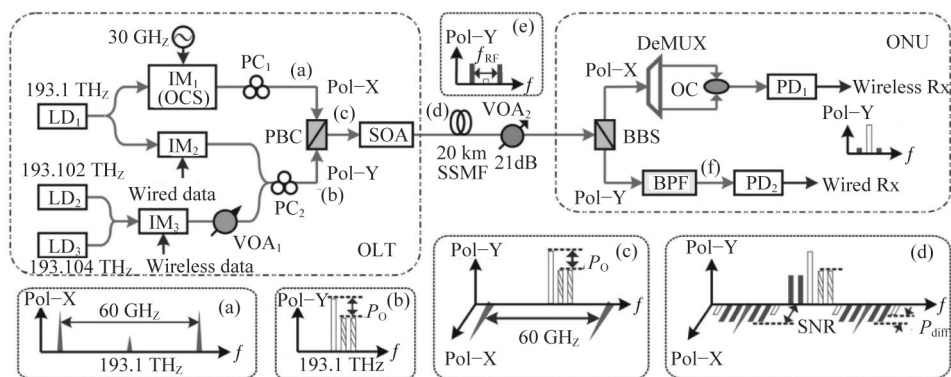 30 GHz
193.1 THz
LD1
IM1
(OCS)
PC1
(a)
Pol−X
IM2
Wired data
193.102 THz
LD2
LD3
193.104 THz
IM3
Wireless data
VOA1
PC2
(b)
Pol−Y
PBC
(c)
SOA
OLT
(d)
20 km
SSMF
VOA2
21dB
(e)
Pol−Y
fRF
f
ONU
DeMUX
Pol−X
OC
PD1
Wireless Rx
Pol−Y
f
BBS
Pol−Y
BPF
(f)
PD2
Wired Rx
Pol−X
(a)
60 GHz
f
193.1 THz
Pol−Y
(b)
PO
f
193.1 THz
(c)
Pol−Y
PO
f
60 GHz
Pol−X
(d)
Pol−Y
f
SNR
Pdiff
Pol−X